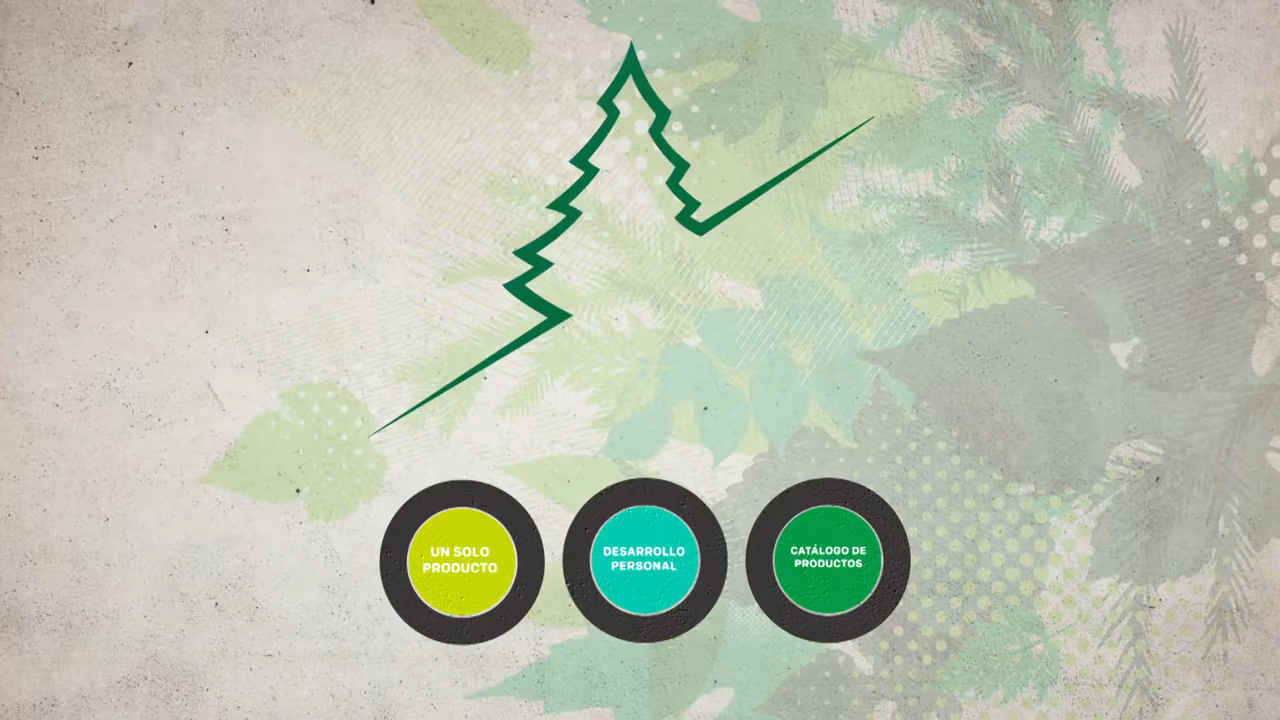 UN SOLO
PRODUCTO
DESARROLLO
PERSONAL
CATÁLOGO DE
PRODUCTOS